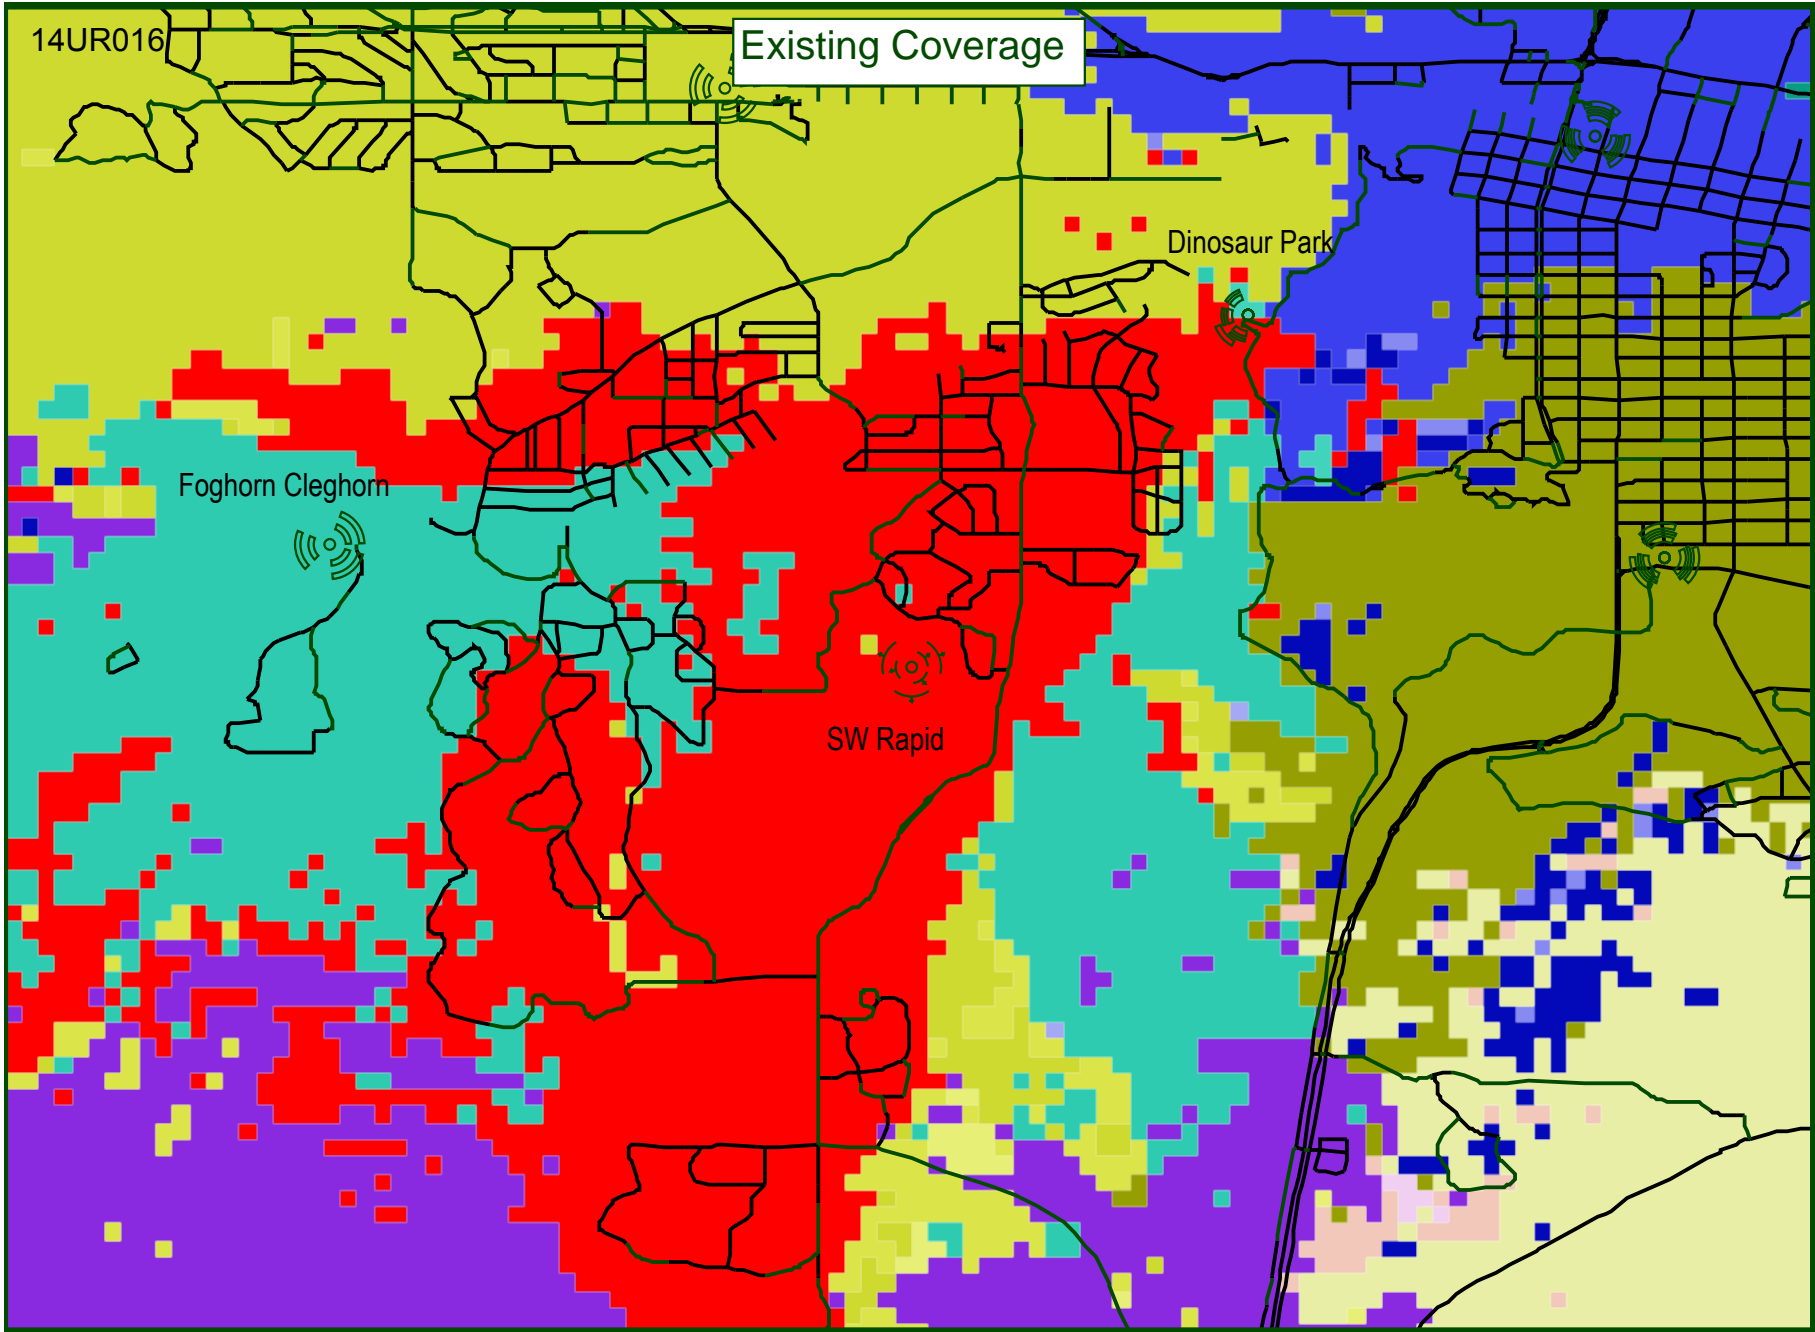 14UR016
Existing Coverage
Dinosaur Park
Foghorn Cleghorn
SW Rapid